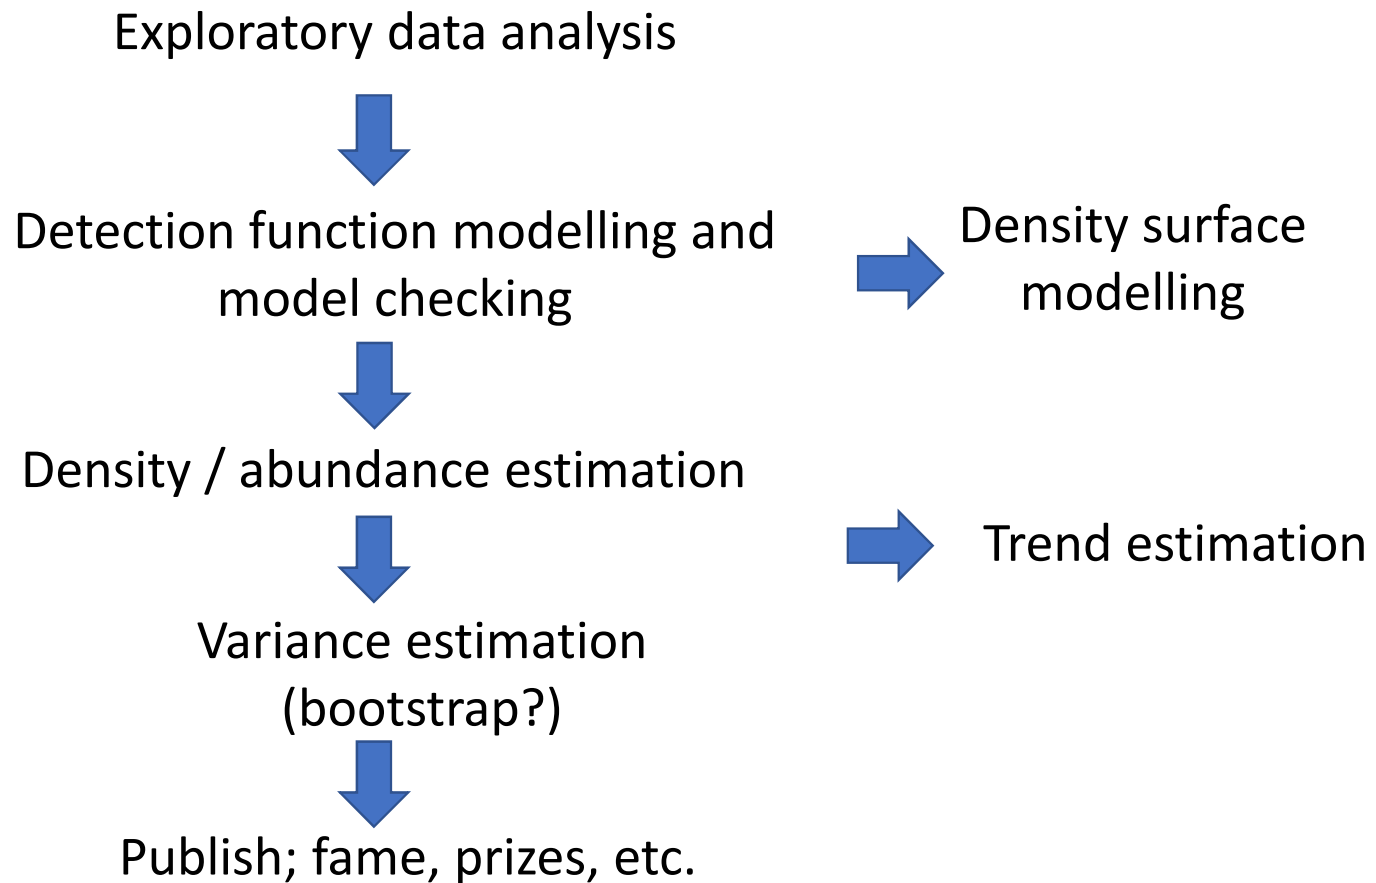 Exploratory data analysis
Detection function modelling and
model checking
Density surface
modelling
Density / abundance estimation
Trend estimation
Variance estimation
(bootstrap?)
Publish; fame, prizes, etc.